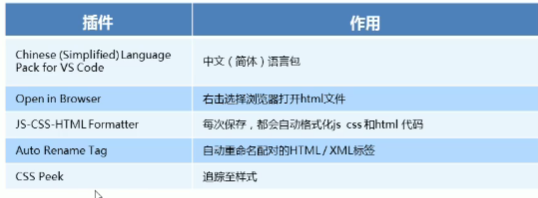 插件 作用
Chinese (Simplified) Language
Pack for VS Code
中文（简体）语言包
Open in Browser 右击选择浏览器打开html文件
JS-CSS-HTML Formatter 每次保存，都会自动格式化js css 和html 代码
Auto Rename Tag 自动重命名配对的HTML / XML标签
CSS Peek 追踪至样式